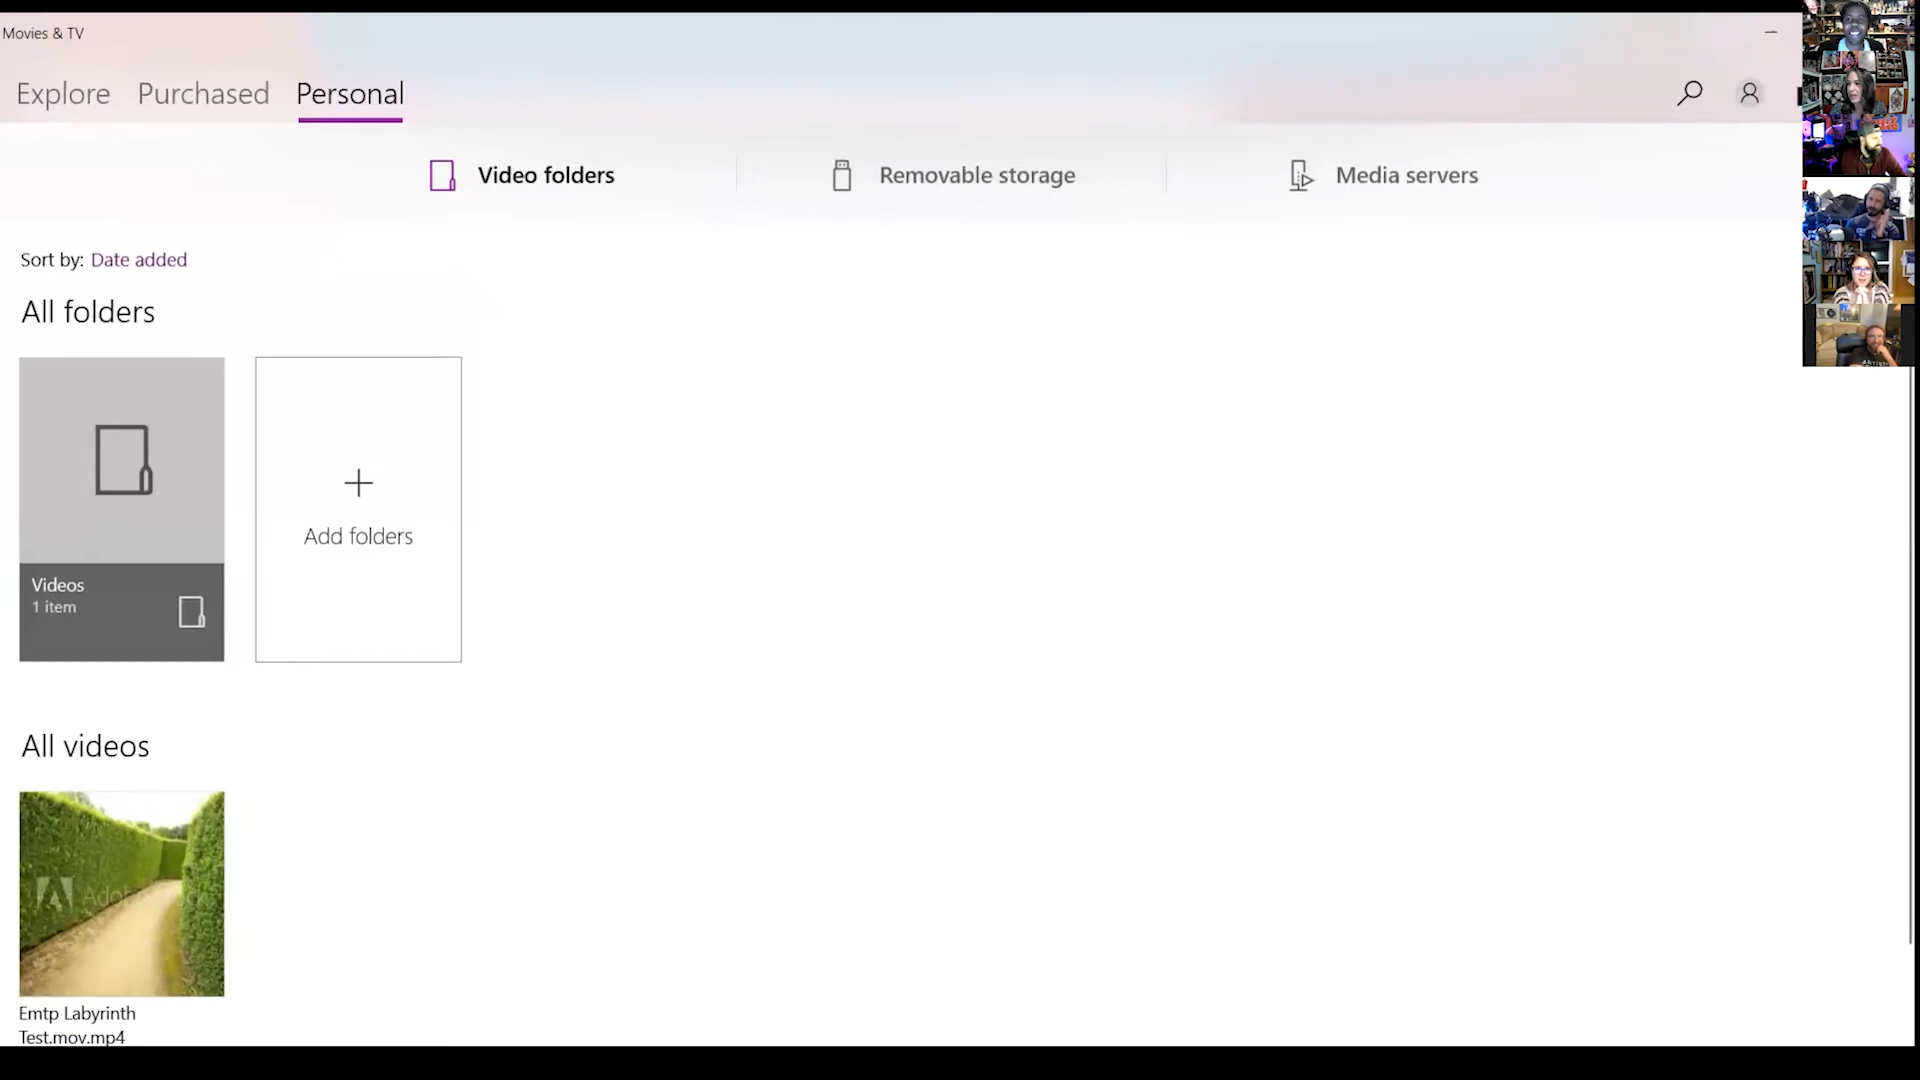 Movies & TV
Explore Purchased Personal
Video folders Removable storage Media servers
Sort by: Date added
All folders
Videos
1 item
Add folders
All videos
Adobe
Emtp Labyrinth
Test.mov.mp4